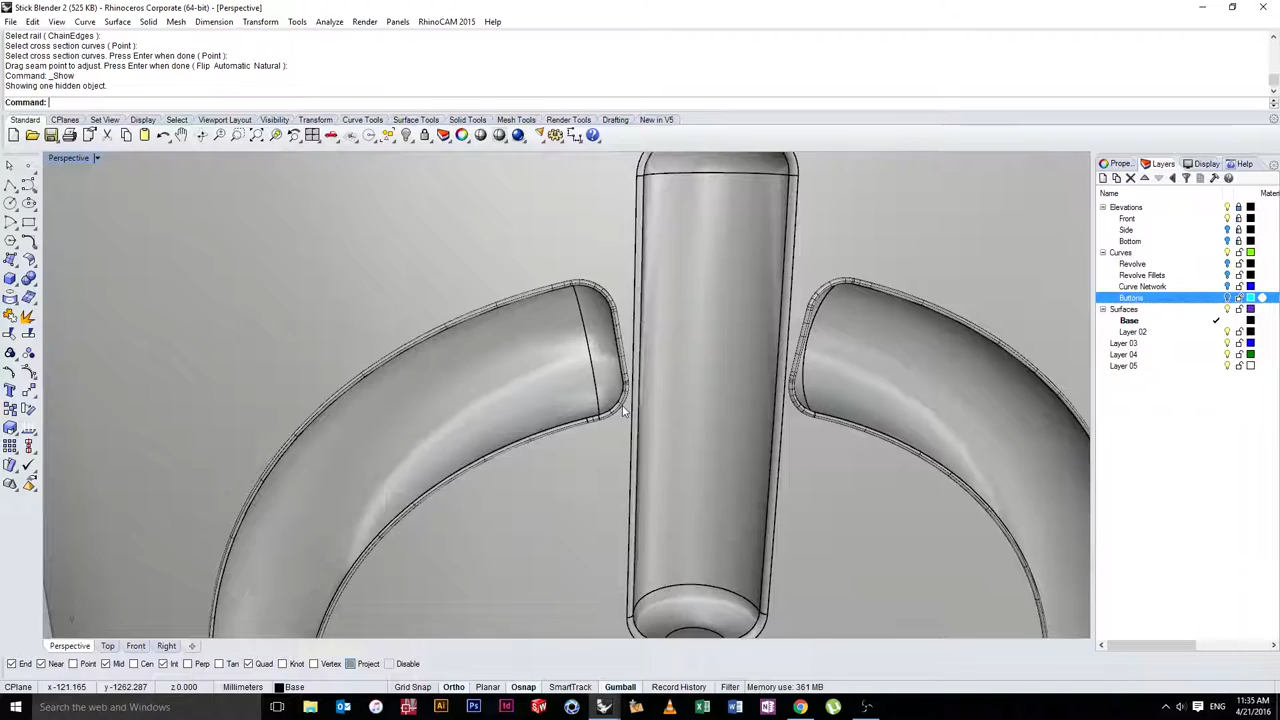 Stick Blender 2 (525 KB) - Rhinoceros Corporate (64-bit) - [Perspective]
File Edit View Curve Surface Solid Mesh Dimension Transform Tools Analyze Render Panels RhinoCAM 2015 Help
Select rail ( ChainEdges ):
Select cross section curves ( Point ):
Select cross section curves. Press Enter when done ( Point ):
Drag seam point to adjust. Press Enter when done ( Flip Automatic Natural ):
Command: _Show
Showing one hidden object.
Command:
Standard CPlanes Set View Display Select Viewport Layout Visibility Transform Curve Tools Surface Tools Solid Tools Mesh Tools Render Tools Drafting New in V5
Perspective
Prope... Layers Display Help
Name Mater
Elevations
Front
Side
Bottom
Curves
Revolve
Revolve Fillets
Curve Network
Buttons
Surfaces
Base
Layer 02
Layer 03
Layer 04
Layer 05
Perspective Top Front Right
End Near Point Mid Cen Int Perp Tan Quad Knot Vertex Project Disable
CPlane x -121.165 y -1262.287 z 0.000 Millimeters Base Grid Snap Ortho Planar Osnap SmartTrack Gumball Record History Filter Memory use: 361 MB
Search the web and Windows
ENG
11:35 AM
4/21/2016